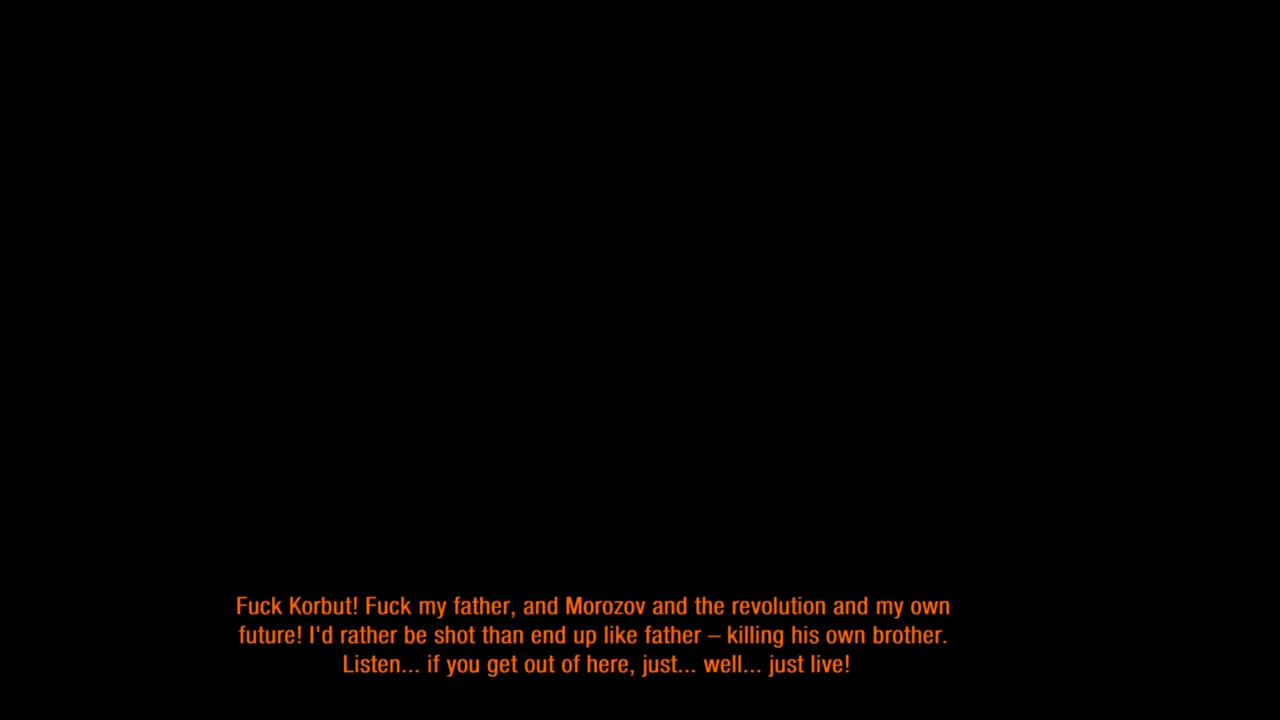 Fuck Korbut! Fuck my father, and Morozov and the revolution and my own
future! I'd rather be shot than end up like father – killing his own brother.
Listen... if you get out of here, just... well... just live!